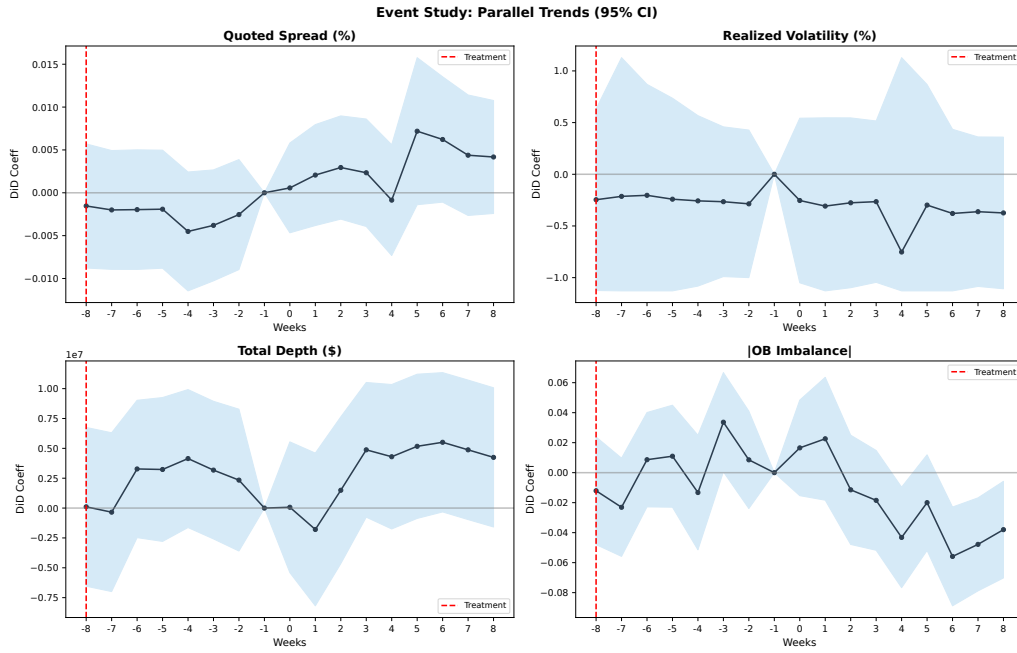 Event Study: Parallel Trends (95% CI)
Quoted Spread (%)
DiD Coeff
0.015
0.010
0.005
0.000
−0.005
−0.010
Treatment
-8 -7 -6 -5 -4 -3 -2 -1 0 1 2 3 4 5 6 7 8
Weeks
Realized Volatility (%)
DiD Coeff
1.0
0.5
0.0
−0.5
−1.0
Treatment
-8 -7 -6 -5 -4 -3 -2 -1 0 1 2 3 4 5 6 7 8
Weeks
Total Depth ($)
1e7
DiD Coeff
1.00
0.75
0.50
0.25
0.00
−0.25
−0.50
−0.75
Treatment
-8 -7 -6 -5 -4 -3 -2 -1 0 1 2 3 4 5 6 7 8
Weeks
|OB Imbalance|
DiD Coeff
0.06
0.04
0.02
0.00
−0.02
−0.04
−0.06
−0.08
Treatment
-8 -7 -6 -5 -4 -3 -2 -1 0 1 2 3 4 5 6 7 8
Weeks